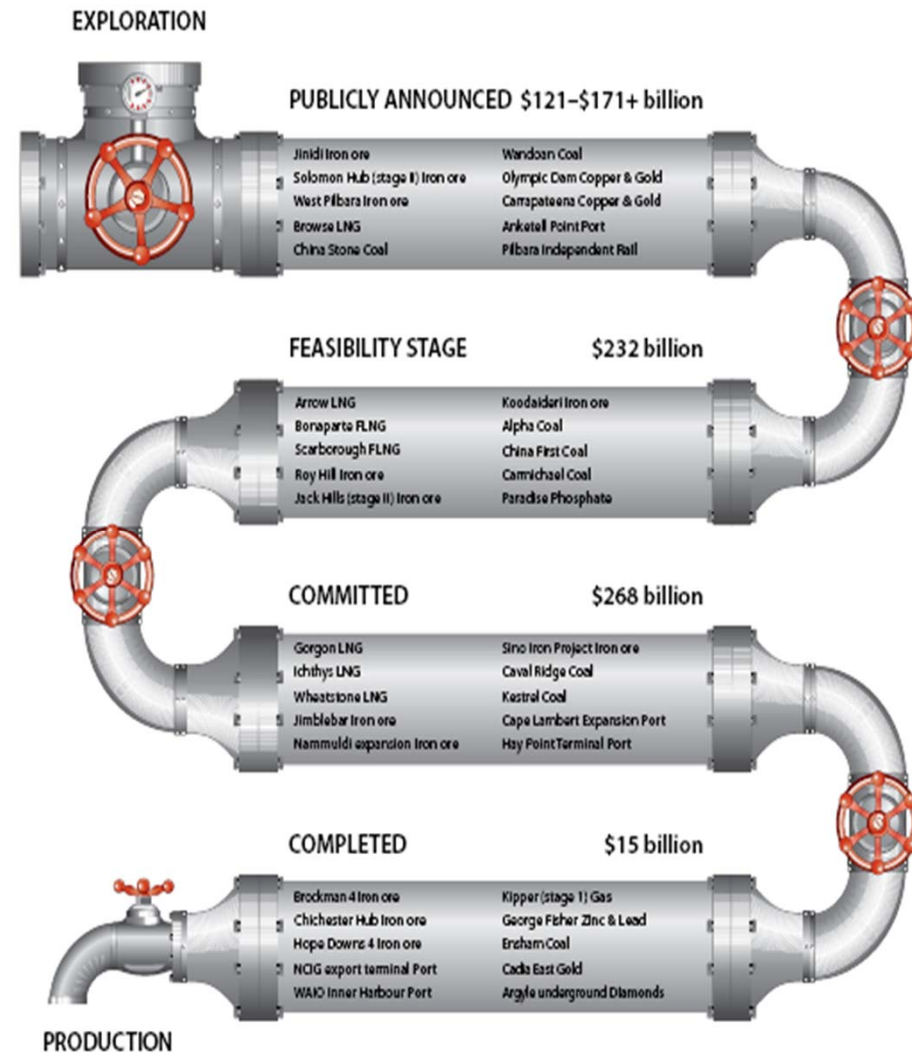 EXPLORATION
PUBLICLY ANNOUNCED $121–$171+ billion
Jinidi Iron ore
Solomon Hub (stage II) Iron ore
West Pilbara Iron ore
Browse LNG
China Stone Coal
Wandoan Coal
Olympic Dam Copper & Gold
Carrapateena Copper & Gold
Anketell Point Port
Pilbara Independent Rail
FEASIBILITY STAGE $232 billion
Arrow LNG
Bonaparte FLNG
Scarborough FLNG
Roy Hill Iron ore
Jack Hills (stage II) Iron ore
Koodaideri Iron ore
Alpha Coal
China First Coal
Carmichael Coal
Paradise Phosphate
COMMITTED $268 billion
Gorgon LNG
Ichthys LNG
Wheatstone LNG
Jimblebar Iron ore
Nammuldi expansion Iron ore
Sino Iron Project Iron ore
Caval Ridge Coal
Kestrel Coal
Cape Lambert Expansion Port
Hay Point Terminal Port
COMPLETED $15 billion
Brockman 4 Iron ore
Chichester Hub Iron ore
Hope Downs 4 Iron ore
NCIG export terminal Port
WAIO Inner Harbour Port
Kipper (stage 1) Gas
George Fisher Zinc & Lead
Ensham Coal
Cadia East Gold
Argyle underground Diamonds
PRODUCTION